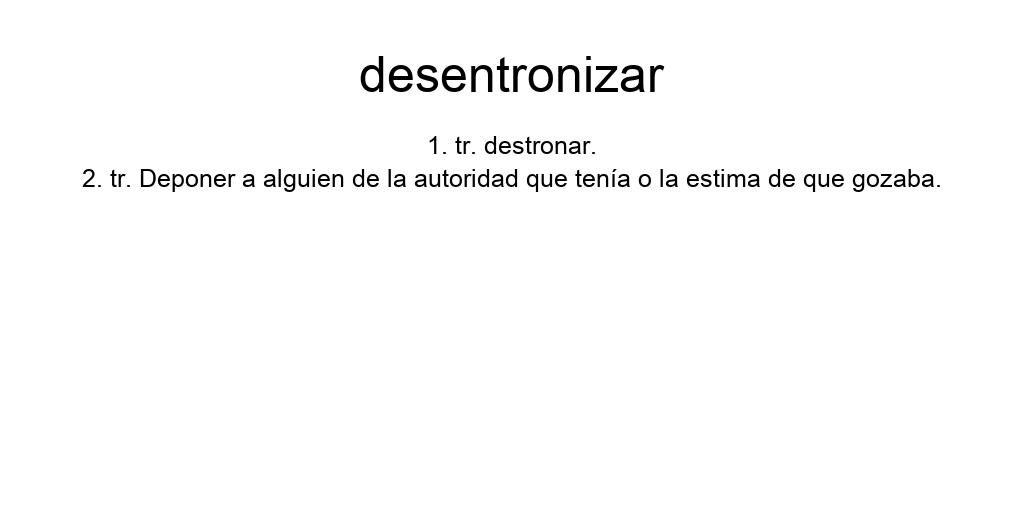 desentronizar
1. tr. destronar.
2. tr. Deponer a alguien de la autoridad que tenía o la estima de que gozaba.